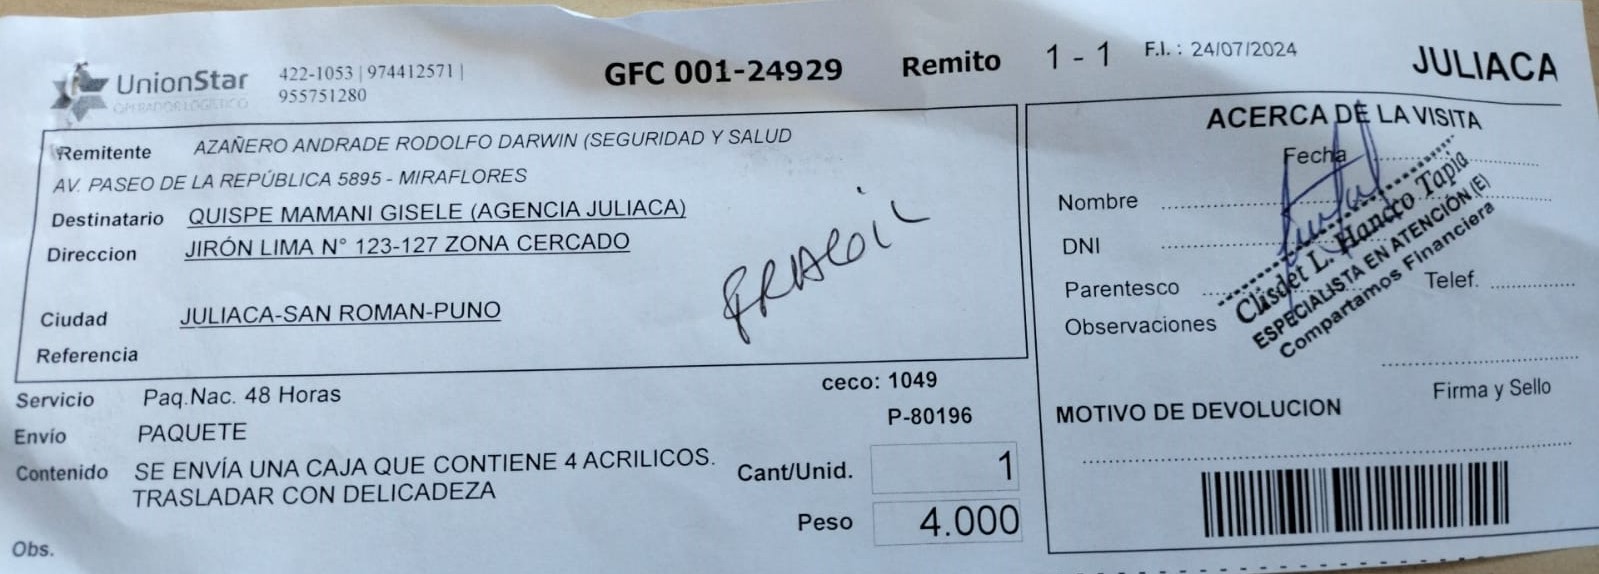 UnionStar
OPERADOR LOGÍSTICO
422-1053 | 974412571 |
955751280
GFC 001-24929 Remito 1 - 1 F.I. : 24/07/2024 JULIACA
Remitente AZAÑERO ANDRADE RODOLFO DARWIN (SEGURIDAD Y SALUD
AV. PASEO DE LA REPÚBLICA 5895 - MIRAFLORES
Destinatario QUISPE MAMANI GISELE (AGENCIA JULIACA)
Direccion JIRÓN LIMA N° 123-127 ZONA CERCADO
Ciudad JULIACA-SAN ROMAN-PUNO
Referencia
FRAGIL
Servicio Paq.Nac. 48 Horas ceco: 1049
Envío PAQUETE P-80196
Contenido SE ENVÍA UNA CAJA QUE CONTIENE 4 ACRILICOS.
TRASLADAR CON DELICADEZA
Cant/Unid. 1
Peso 4.000
Obs.
ACERCA DE LA VISITA
Fecha
Nombre
DNI
Parentesco Telef.
Observaciones
Clisdet L. Hancco Tapia
ESPECIALISTA EN ATENCIÓN (E)
Compartamos Financiera
Firma y Sello
MOTIVO DE DEVOLUCION